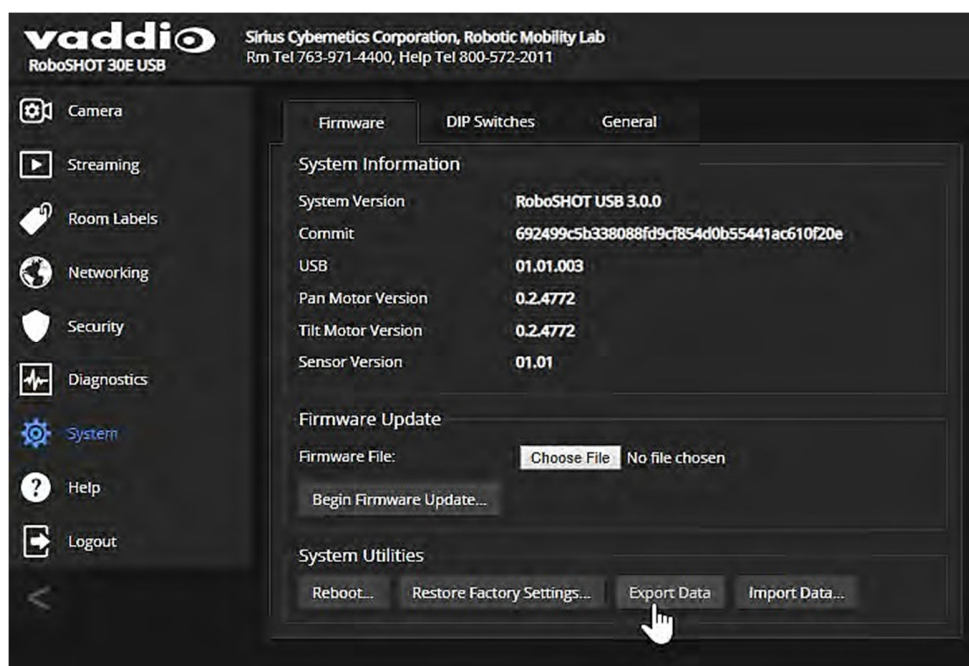 vaddio
RoboSHOT 30E USB
Sirius Cybernetics Corporation, Robotic Mobility Lab
Rm Tel 763-971-4400, Help Tel 800-572-2011
Camera
Streaming
Room Labels
Networking
Security
Diagnostics
System
Help
Logout
Firmware DIP Switches General
System Information
System Version RoboSHOT USB 3.0.0
Commit 692499c5b338088fd9cf854d0b55441ac610f20e
USB 01.01.003
Pan Motor Version 0.2.4772
Tilt Motor Version 0.2.4772
Sensor Version 01.01
Firmware Update
Firmware File: Choose File No file chosen
Begin Firmware Update...
System Utilities
Reboot... Restore Factory Settings... Export Data Import Data...